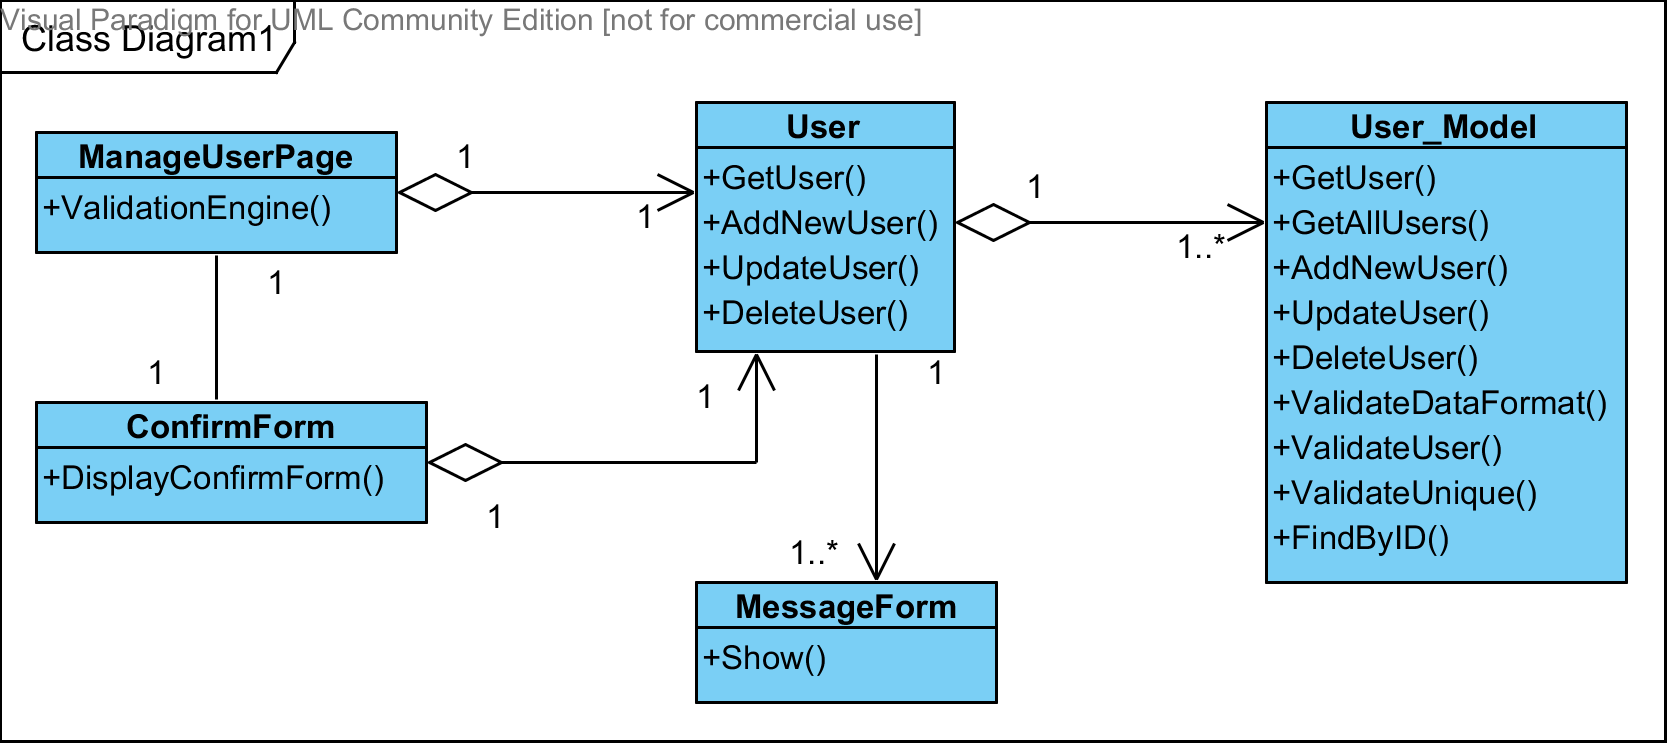 Visual Paradigm for UML Community Edition [not for commercial use]
Class Diagram1
ManageUserPage
+ValidationEngine()
1
1
User
+GetUser()
+AddNewUser()
+UpdateUser()
+DeleteUser()
1
1..*
User_Model
+GetUser()
+GetAllUsers()
+AddNewUser()
+UpdateUser()
+DeleteUser()
+ValidateDataFormat()
+ValidateUser()
+ValidateUnique()
+FindByID()
1
1
ConfirmForm
+DisplayConfirmForm()
1
1
1
1..*
MessageForm
+Show()